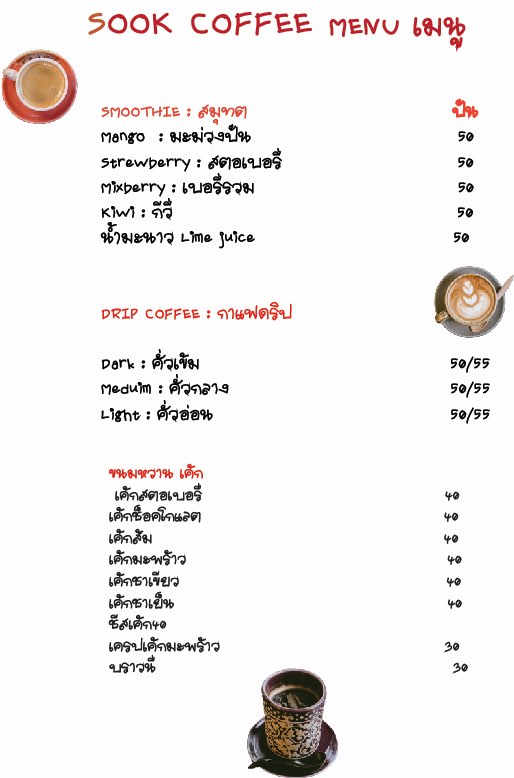 SOOK COFFEE MENU เมนู
SMOOTHIE : สมุทต ปั่น
Mango : มะม่วงปั่น 50
Strewberry : สตอเบอรี่ 50
Mixberry : เบอรี่รวม 50
Kiwi : กีวี่ 50
น้ำมะนาว Lime juice 50
DRIP COFFEE : กาแฟดริป
Dark : คั่วเข้ม 50/55
Meduim : คั่วกลาง 50/55
Light : คั่วอ่อน 50/55
ขนมหวาน เค้ก
เค้กสตอเบอรี่ 40
เค้กช็อคโกแลต 40
เค้กส้ม 40
เค้กมะพร้าว 40
เค้กชาเขียว 40
เค้กชาเย็น 40
ชีสเค้ก40
เครปเค้กมะพร้าว 30
บราวนี่ 30